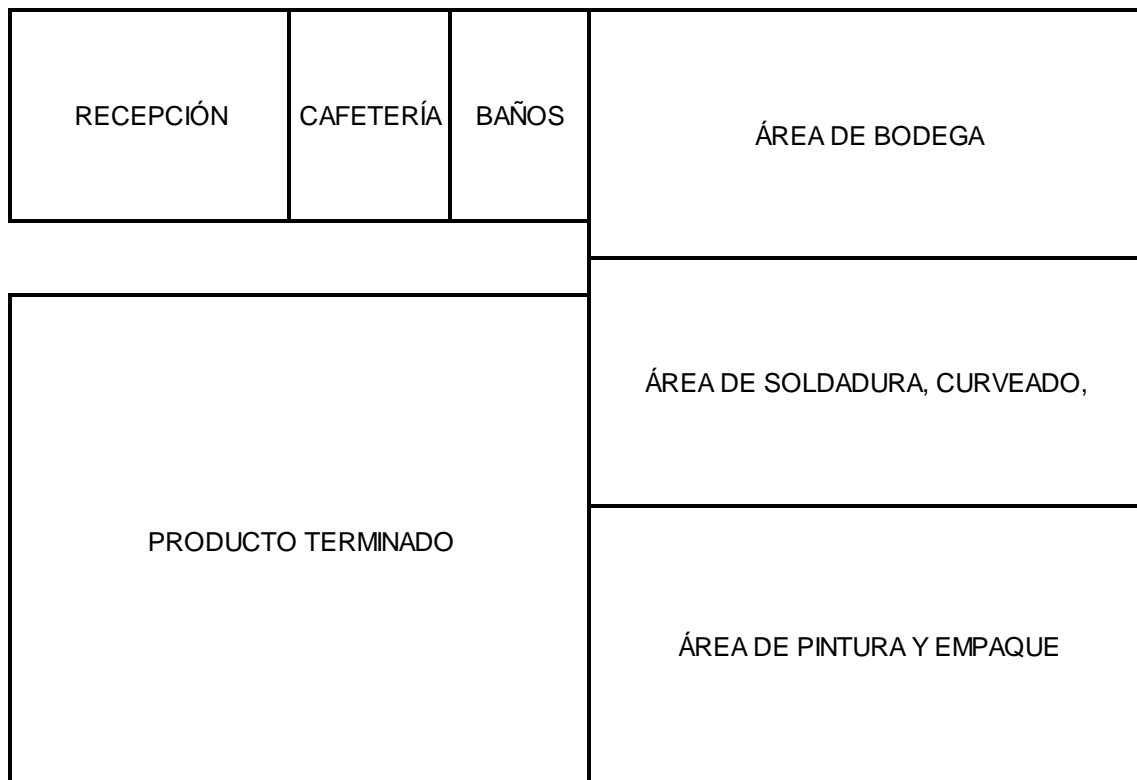 RECEPCIÓN
CAFETERÍA
BAÑOS
ÁREA DE BODEGA
ÁREA DE SOLDADURA, CURVEADO,
PRODUCTO TERMINADO
ÁREA DE PINTURA Y EMPAQUE